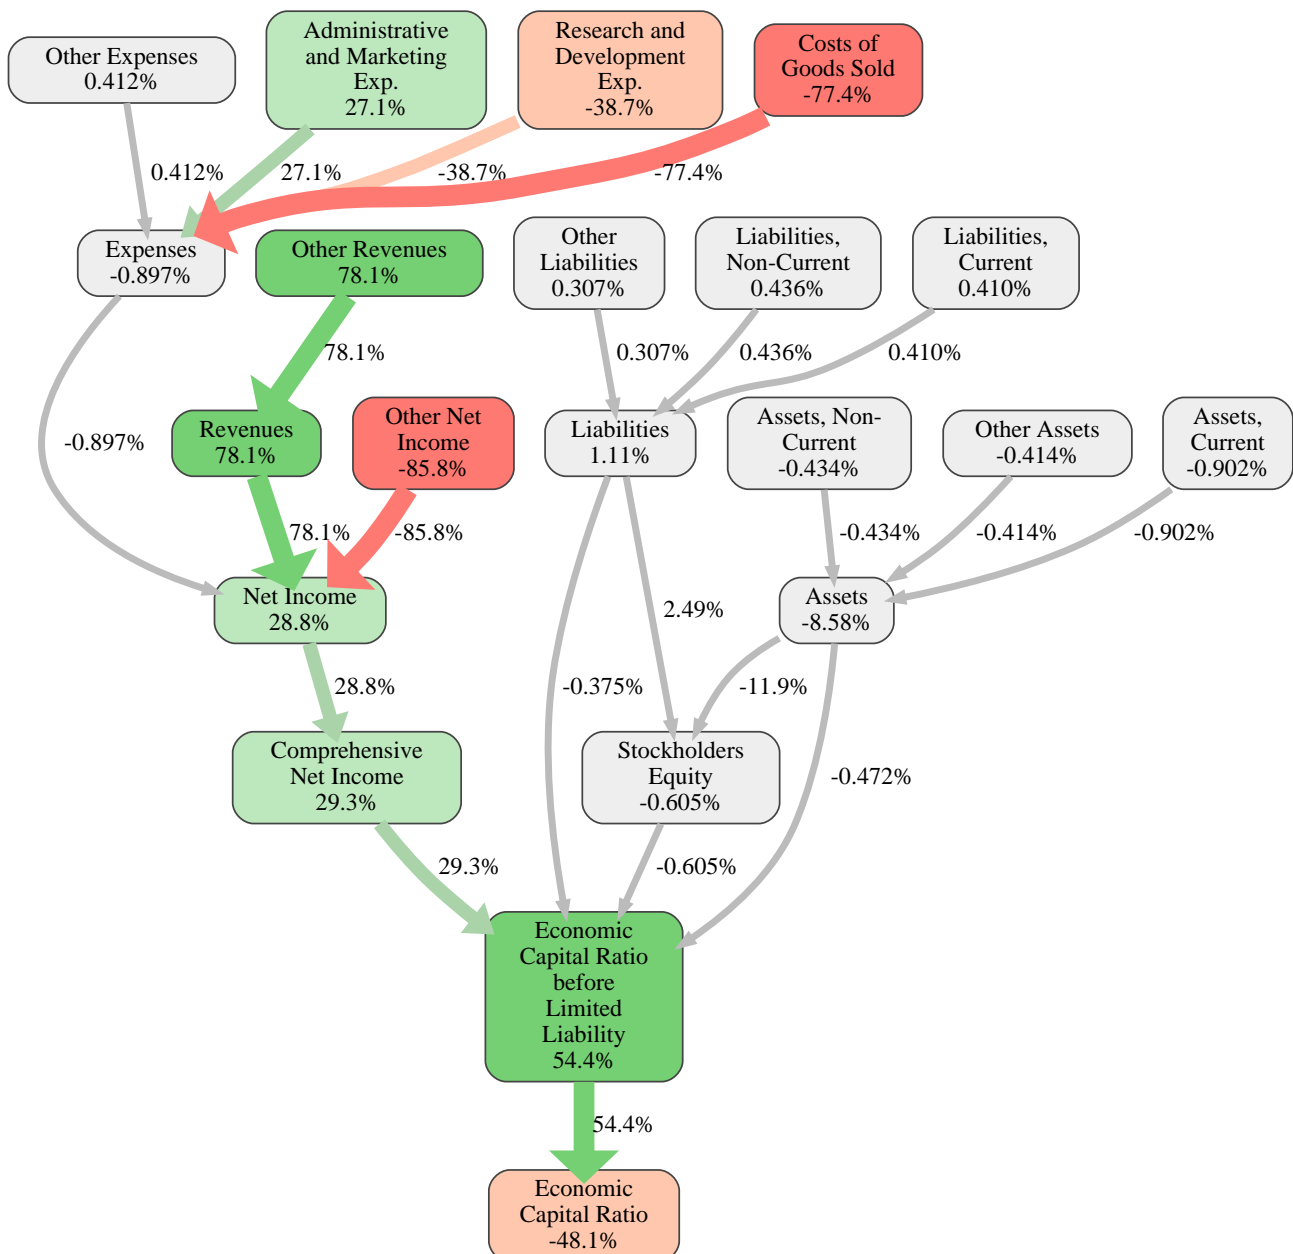 Other Expenses
0.412%
Administrative
and Marketing
Exp.
27.1%
Research and
Development
Exp.
-38.7%
Costs of
Goods Sold
-77.4%
0.412%
27.1%
-38.7%
-77.4%
Expenses
-0.897%
Other Revenues
78.1%
Other
Liabilities
0.307%
Liabilities,
Non-Current
0.436%
Liabilities,
Current
0.410%
78.1%
0.307%
0.436%
0.410%
-0.897%
Revenues
78.1%
Other Net
Income
-85.8%
Liabilities
1.11%
Assets, Non-
Current
-0.434%
Other Assets
-0.414%
Assets,
Current
-0.902%
78.1%
-85.8%
-0.434%
-0.414%
-0.902%
Net Income
28.8%
2.49%
Assets
-8.58%
28.8%
-0.375%
-11.9%
Comprehensive
Net Income
29.3%
Stockholders
Equity
-0.605%
-0.472%
29.3%
-0.605%
Economic
Capital Ratio
before
Limited
Liability
54.4%
54.4%
Economic
Capital Ratio
-48.1%